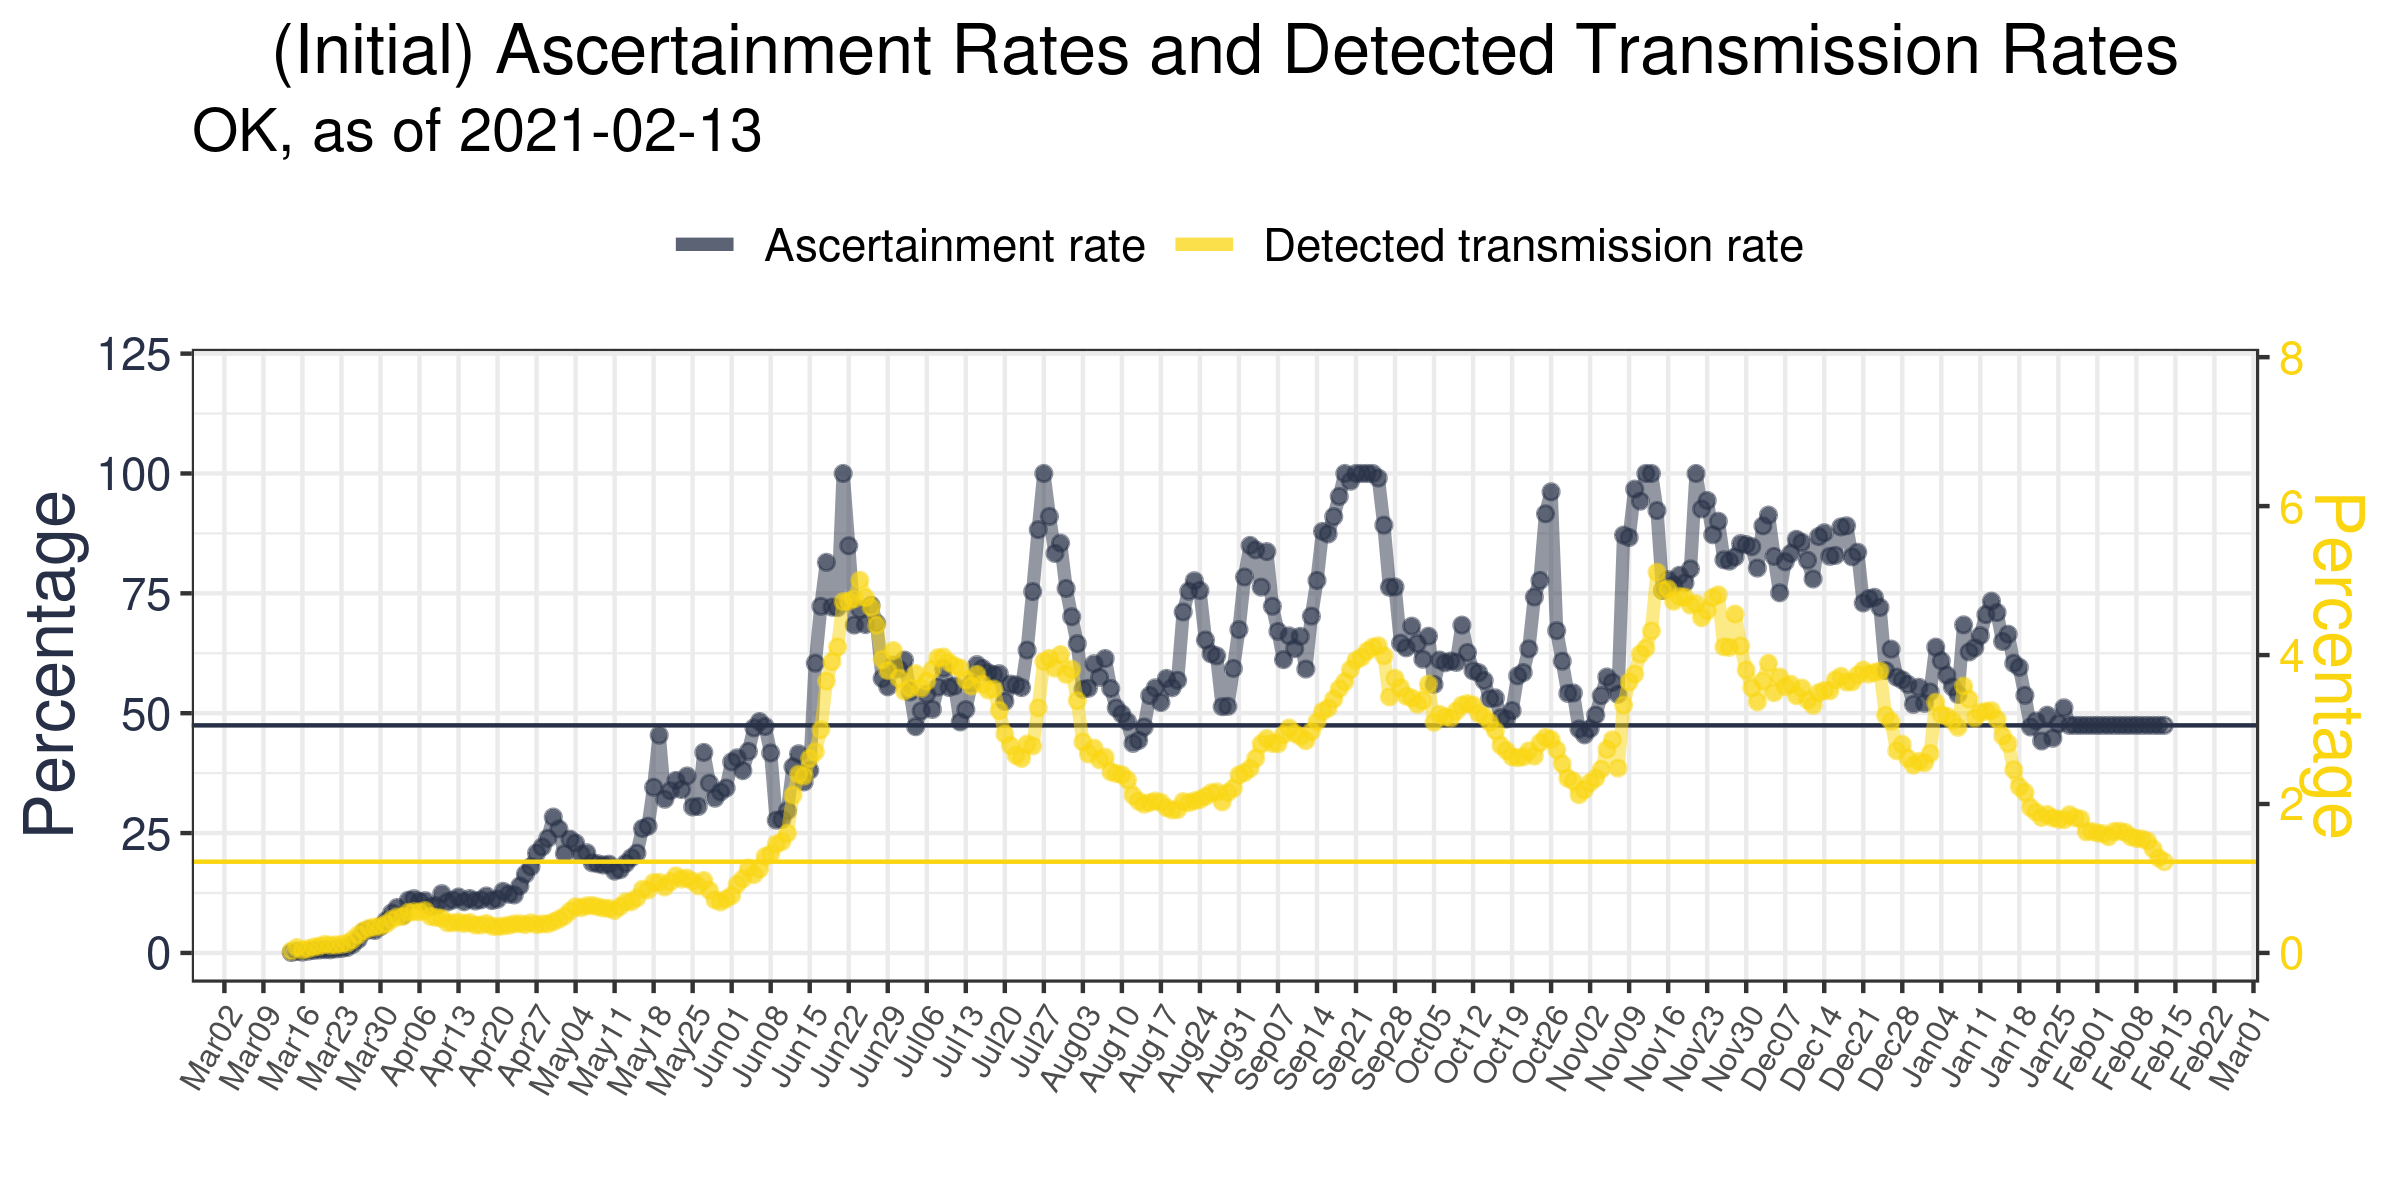 (Initial) Ascertainment Rates and Detected Transmission Rates
OK, as of 2021-02-13
Ascertainment rate
Detected transmission rate
125
100
75
50
25
0
Percentage
8
6
4
2
0
Percentage
Mar02
Mar09
Mar16
Mar23
Mar30
Apr06
Apr13
Apr20
Apr27
May04
May11
May18
May25
Jun01
Jun08
Jun15
Jun22
Jun29
Jul06
Jul13
Jul20
Jul27
Aug03
Aug10
Aug17
Aug24
Aug31
Sep07
Sep14
Sep21
Sep28
Oct05
Oct12
Oct19
Oct26
Nov02
Nov09
Nov16
Nov23
Nov30
Dec07
Dec14
Dec21
Dec28
Jan04
Jan11
Jan18
Jan25
Feb01
Feb08
Feb15
Feb22
Mar01